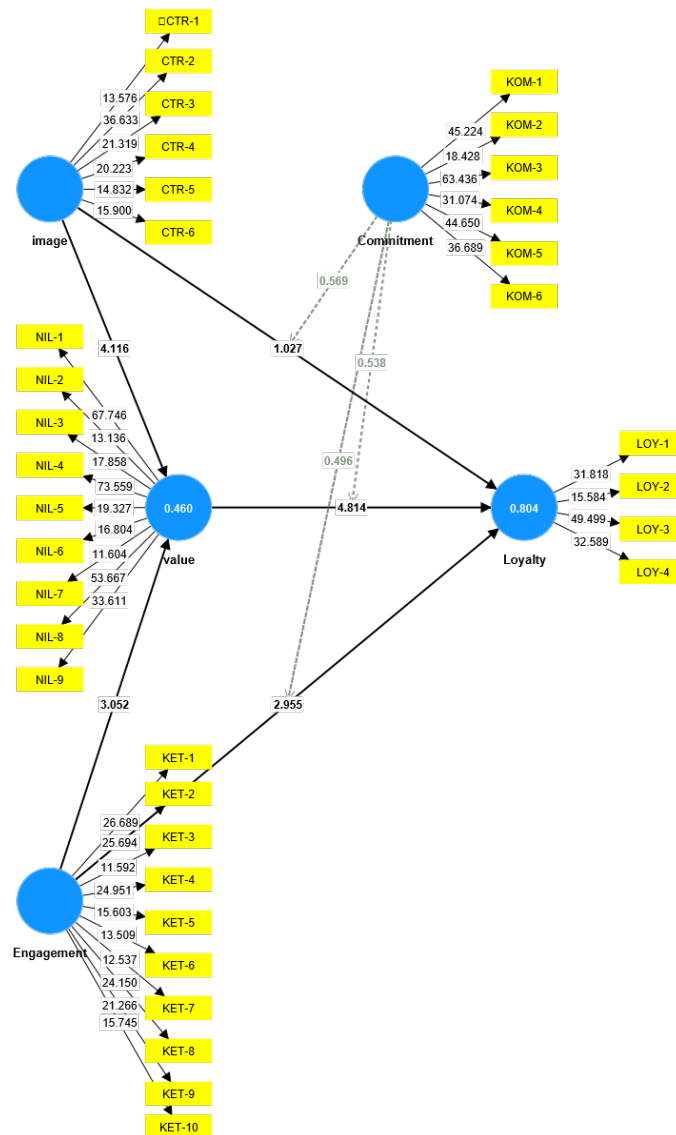 CTR-1
CTR-2
CTR-3
CTR-4
CTR-5
CTR-6
13.576
36.633
21.319
20.223
14.832
15.900
image
KOM-1
KOM-2
KOM-3
KOM-4
KOM-5
KOM-6
45.224
18.428
63.436
31.074
44.650
36.689
Commitment
0.569
0.538
0.496
4.116
1.027
NIL-1
NIL-2
NIL-3
NIL-4
NIL-5
NIL-6
NIL-7
NIL-8
NIL-9
67.746
13.136
17.858
73.559
19.327
16.804
11.604
53.667
33.611
0.460
value
4.814
0.804
Loyalty
31.818
15.584
49.499
32.589
LOY-1
LOY-2
LOY-3
LOY-4
3.052
2.955
KET-1
KET-2
KET-3
KET-4
KET-5
KET-6
KET-7
KET-8
KET-9
KET-10
26.689
25.694
11.592
24.951
15.603
13.509
12.537
24.150
21.266
15.745
Engagement